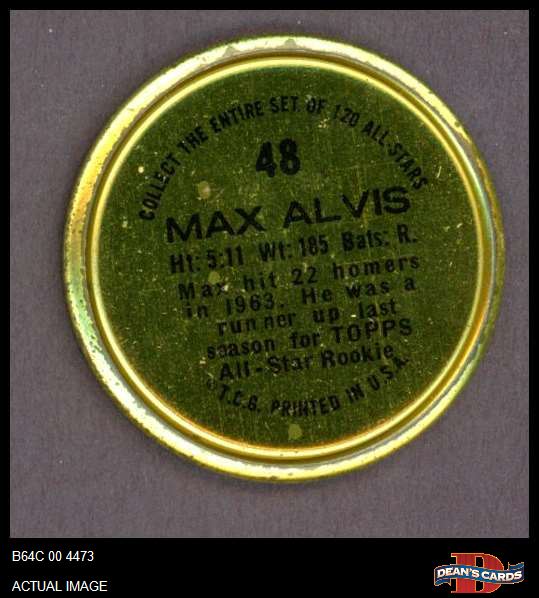 COLLECT THE ENTIRE SET OF 120 ALL-STARS
48
MAX ALVIS
Ht: 5:11 Wt: 185 Bats: R.
Max hit 22 homers
in 1963. He was a
runner up last
season for TOPPS
All-Star Rookie
©T.C.G. PRINTED IN U.S.A.
B64C 00 4473
ACTUAL IMAGE
D
DEAN'S CARDS